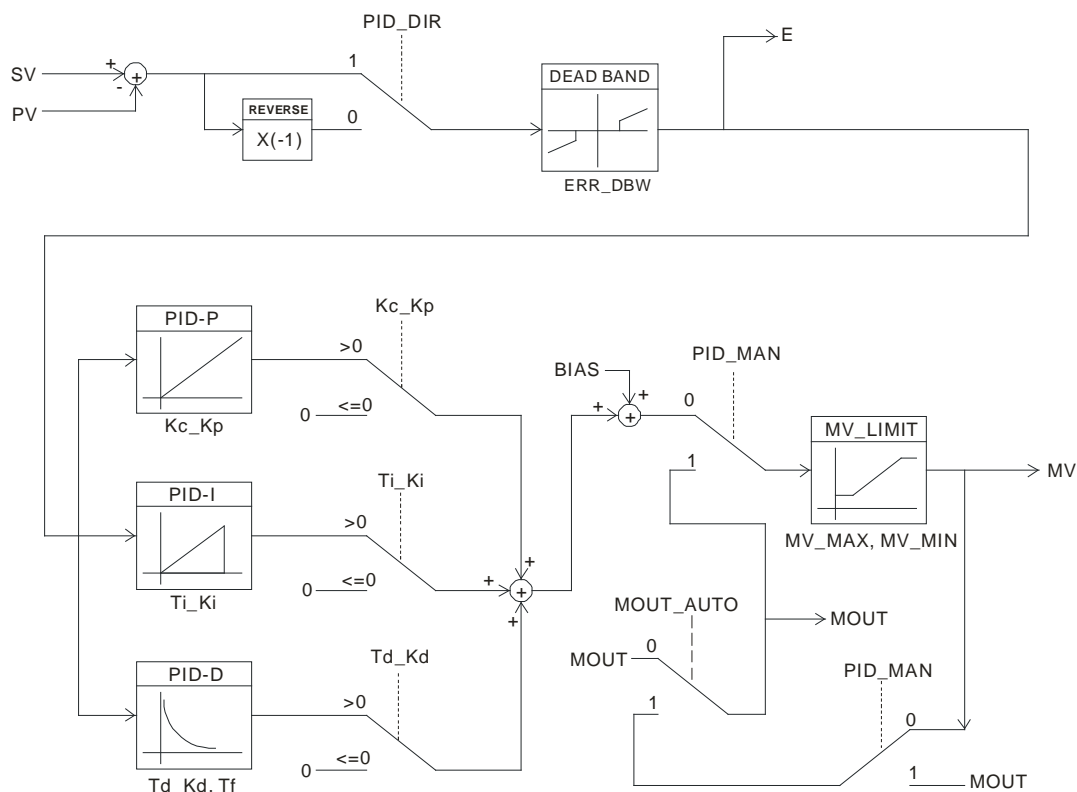 PID_DIR
E
SV
+
+
-
PV
1
0
REVERSE
X(-1)
DEAD BAND
ERR_DBW
PID-P
Kc_Kp
Kc_Kp
>0
0
<=0
BIAS
+
+
+
PID_MAN
0
1
MV_LIMIT
MV
MV_MAX, MV_MIN
PID-I
Ti_Ki
Ti_Ki
>0
0
<=0
+
+
+
+
MOUT_AUTO
MOUT
0
1
MOUT
PID_MAN
0
1
MOUT
PID-D
Td_Kd, Tf
Td_Kd
>0
0
<=0